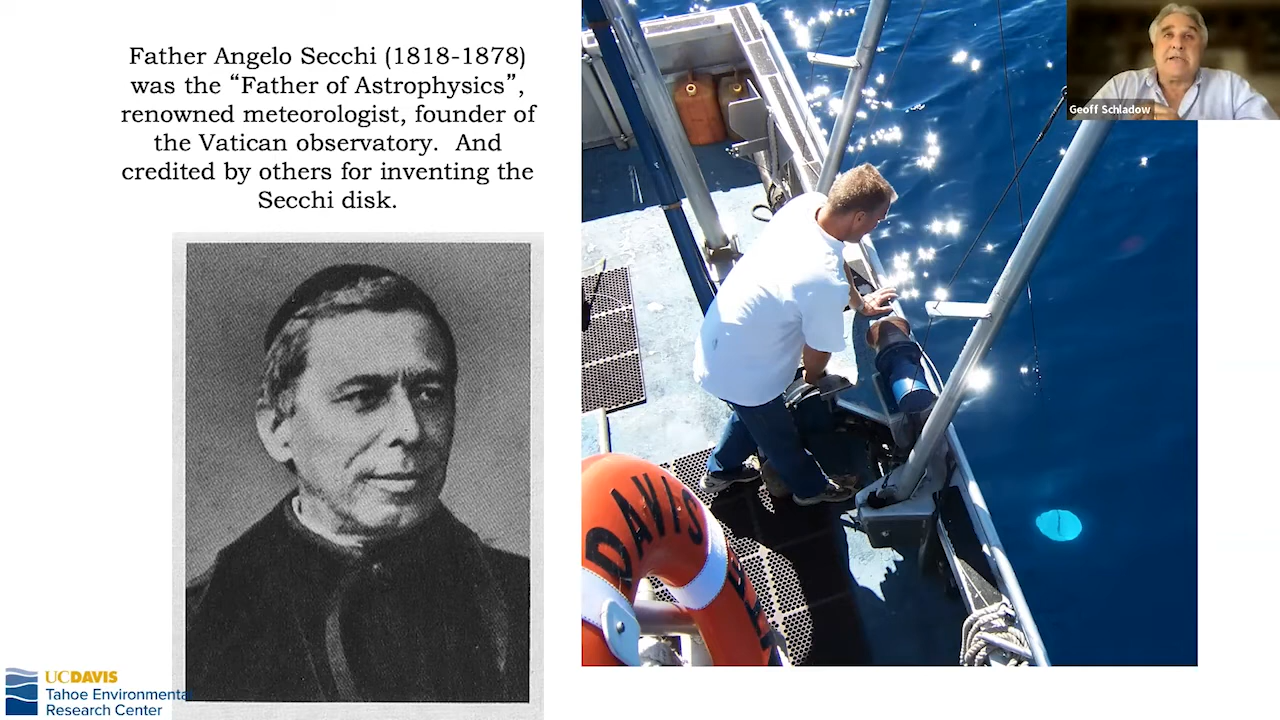 Father Angelo Secchi (1818-1878)
was the “Father of Astrophysics”,
renowned meteorologist, founder of
the Vatican observatory.  And
credited by others for inventing the
Secchi disk.
Geoff Schladow
DAVIS
UCDAVIS
Tahoe Environmental
Research Center